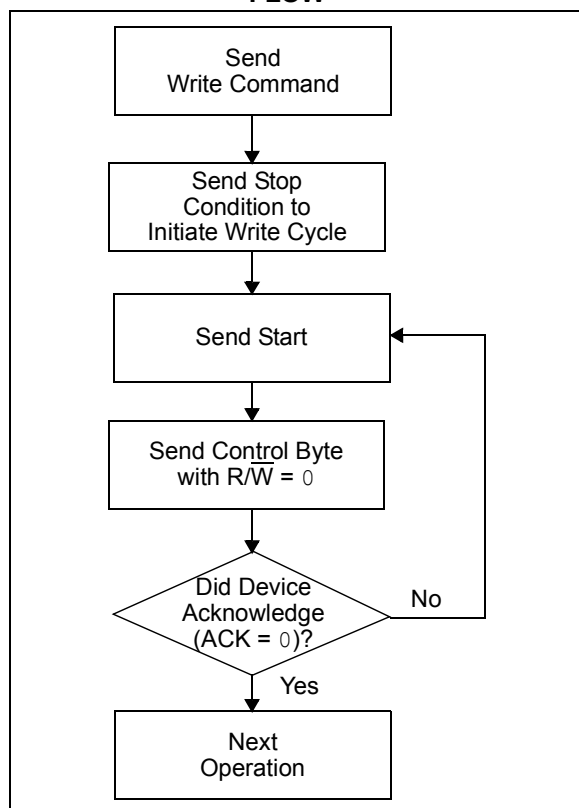 Send
Write Command
Send Stop
Condition to
Initiate Write Cycle
Send Start
Send Control Byte
with R/W̅ = 0
Did Device
Acknowledge
(ACK = 0)?
No
Yes
Next
Operation